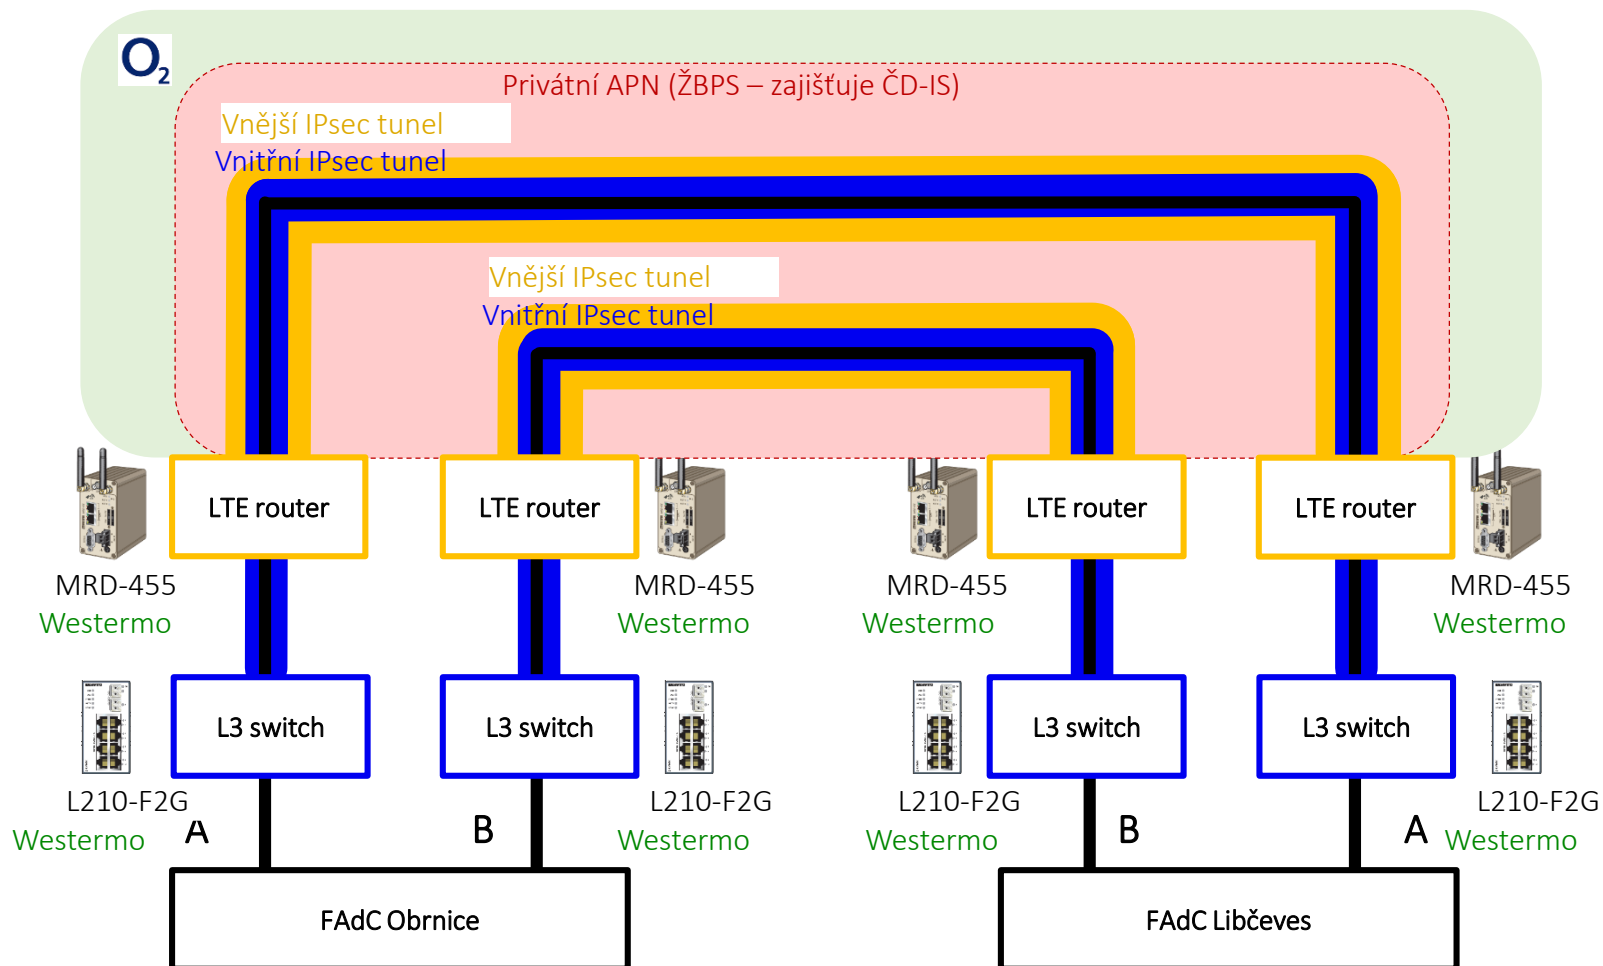 O2
Privátní APN (ŽBPS – zajišťuje ČD-IS)
Vnější IPsec tunel
Vnitřní IPsec tunel
Vnější IPsec tunel
Vnitřní IPsec tunel
LTE router
LTE router
LTE router
LTE router
MRD-455
MRD-455
MRD-455
MRD-455
Westermo
Westermo
Westermo
Westermo
L3 switch
L3 switch
L3 switch
L3 switch
L210-F2G
L210-F2G
L210-F2G
L210-F2G
Westermo
A
B
Westermo
Westermo
B
A
Westermo
FAdC Obrnice
FAdC Libčeves